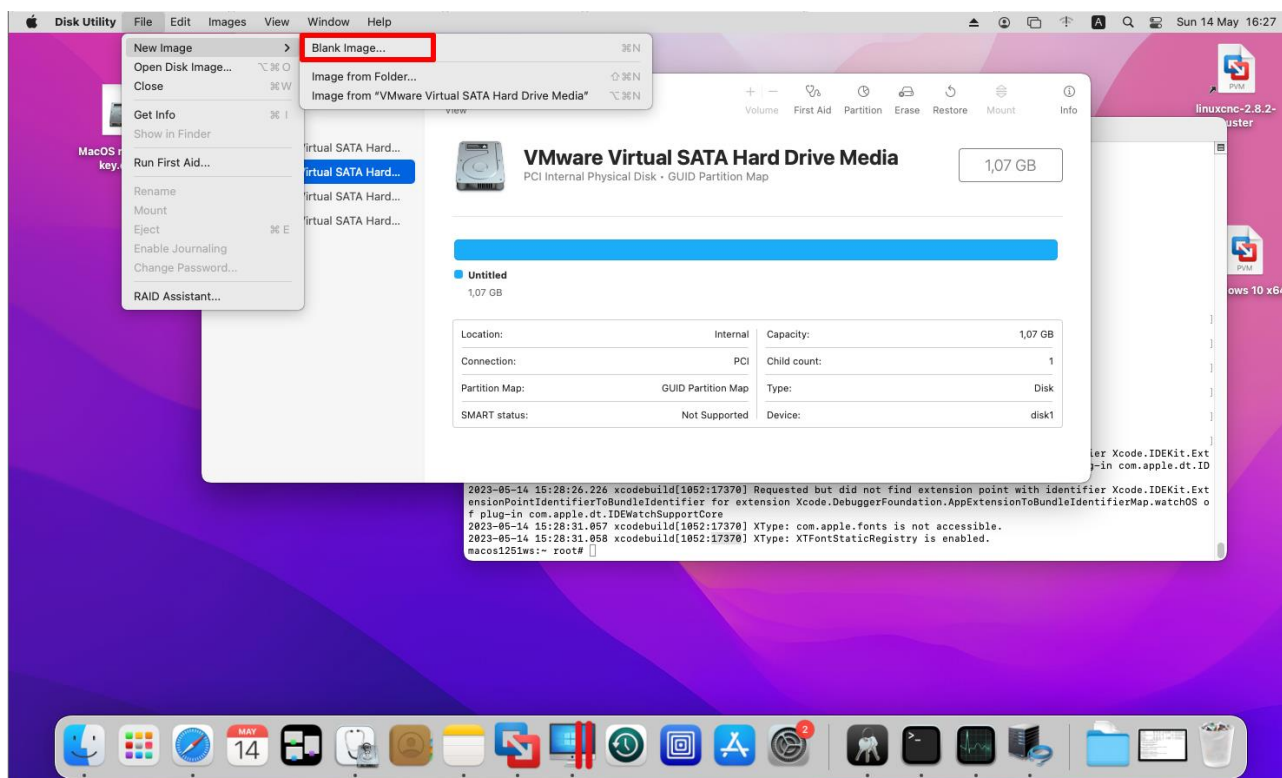 Disk Utility File Edit Images View Window Help
A Sun 14 May 16:27
New Image > Blank Image... ⌘N
Open Disk Image... ⌥⌘O
Image from Folder... ⇧⌘N
Close ⌘W
Image from "VMware Virtual SATA Hard Drive Media" ⌥⌘N
Get Info ⌘I
Show in Finder
Run First Aid...
Rename
Mount
Eject ⌘E
Enable Journaling
Change Password...
RAID Assistant...
MacOS
key.
View
Volume First Aid Partition Erase Restore Mount Info
Virtual SATA Hard...
Virtual SATA Hard...
Virtual SATA Hard...
Virtual SATA Hard...
VMware Virtual SATA Hard Drive Media
PCI Internal Physical Disk • GUID Partition Map
1,07 GB
Untitled
1,07 GB
Location: Internal
Capacity: 1,07 GB
Connection: PCI
Child count: 1
Partition Map: GUID Partition Map
Type: Disk
SMART status: Not Supported
Device: disk1
PVM
linuxcnc-2.8.2-
uster
PVM
ows 10 x64
ier Xcode.IDEKit.Ext
g-in com.apple.dt.ID
2023-05-14 15:28:26.226 xcodebuild[1052:17370] Requested but did not find extension point with identifier Xcode.IDEKit.Ext
ensionPointIdentifierToBundleIdentifier for extension Xcode.DebuggerFoundation.AppExtensionToBundleIdentifierMap.watchOS o
f plug-in com.apple.dt.IDEWatchSupportCore
2023-05-14 15:28:31.057 xcodebuild[1052:17370] XType: com.apple.fonts is not accessible.
2023-05-14 15:28:31.058 xcodebuild[1052:17370] XType: XTFontStaticRegistry is enabled.
macos1251ws:~ root#
MAY
14
2
>_